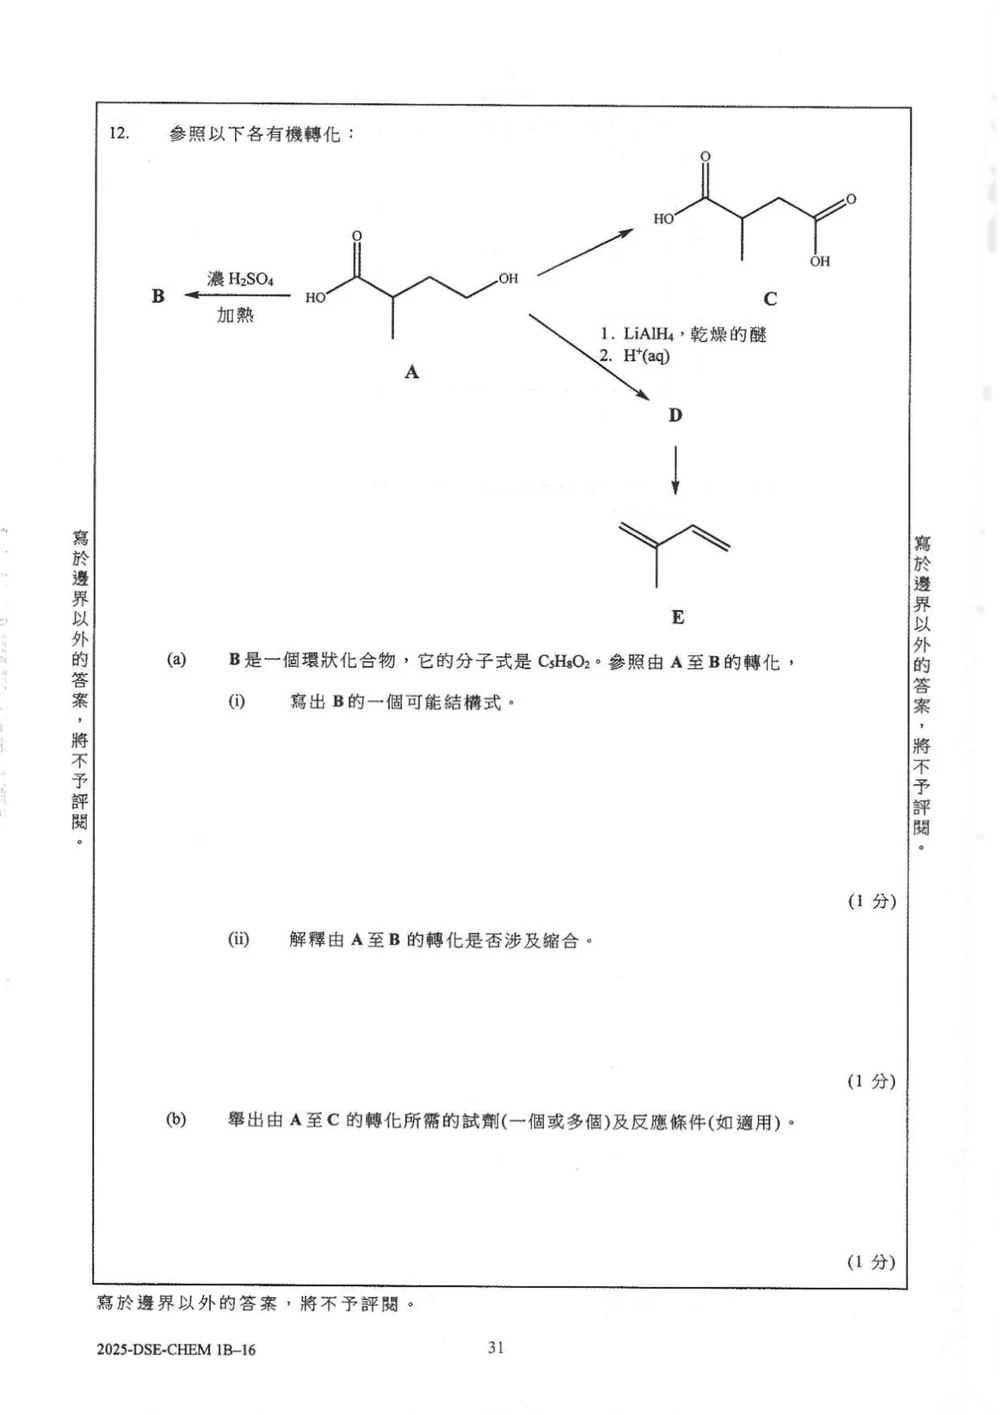 12. 參照以下各有機轉化：
O
HO
O
OH
C
O
HO
OH
A
濃 H₂SO₄
加熱
B
1. LiAlH₄，乾燥的醚
2. H⁺(aq)
D
E
(a) B 是一個環狀化合物，它的分子式是 C₅H₈O₂。參照由 A 至 B 的轉化，
(i) 寫出 B 的一個可能結構式。
(1 分)
(ii) 解釋由 A 至 B 的轉化是否涉及縮合。
(1 分)
(b) 舉出由 A 至 C 的轉化所需的試劑(一個或多個)及反應條件(如適用)。
(1 分)
寫於邊界以外的答案，將不予評閱。
寫於邊界以外的答案，將不予評閱。
寫於邊界以外的答案，將不予評閱。
2025-DSE-CHEM 1B–16
31